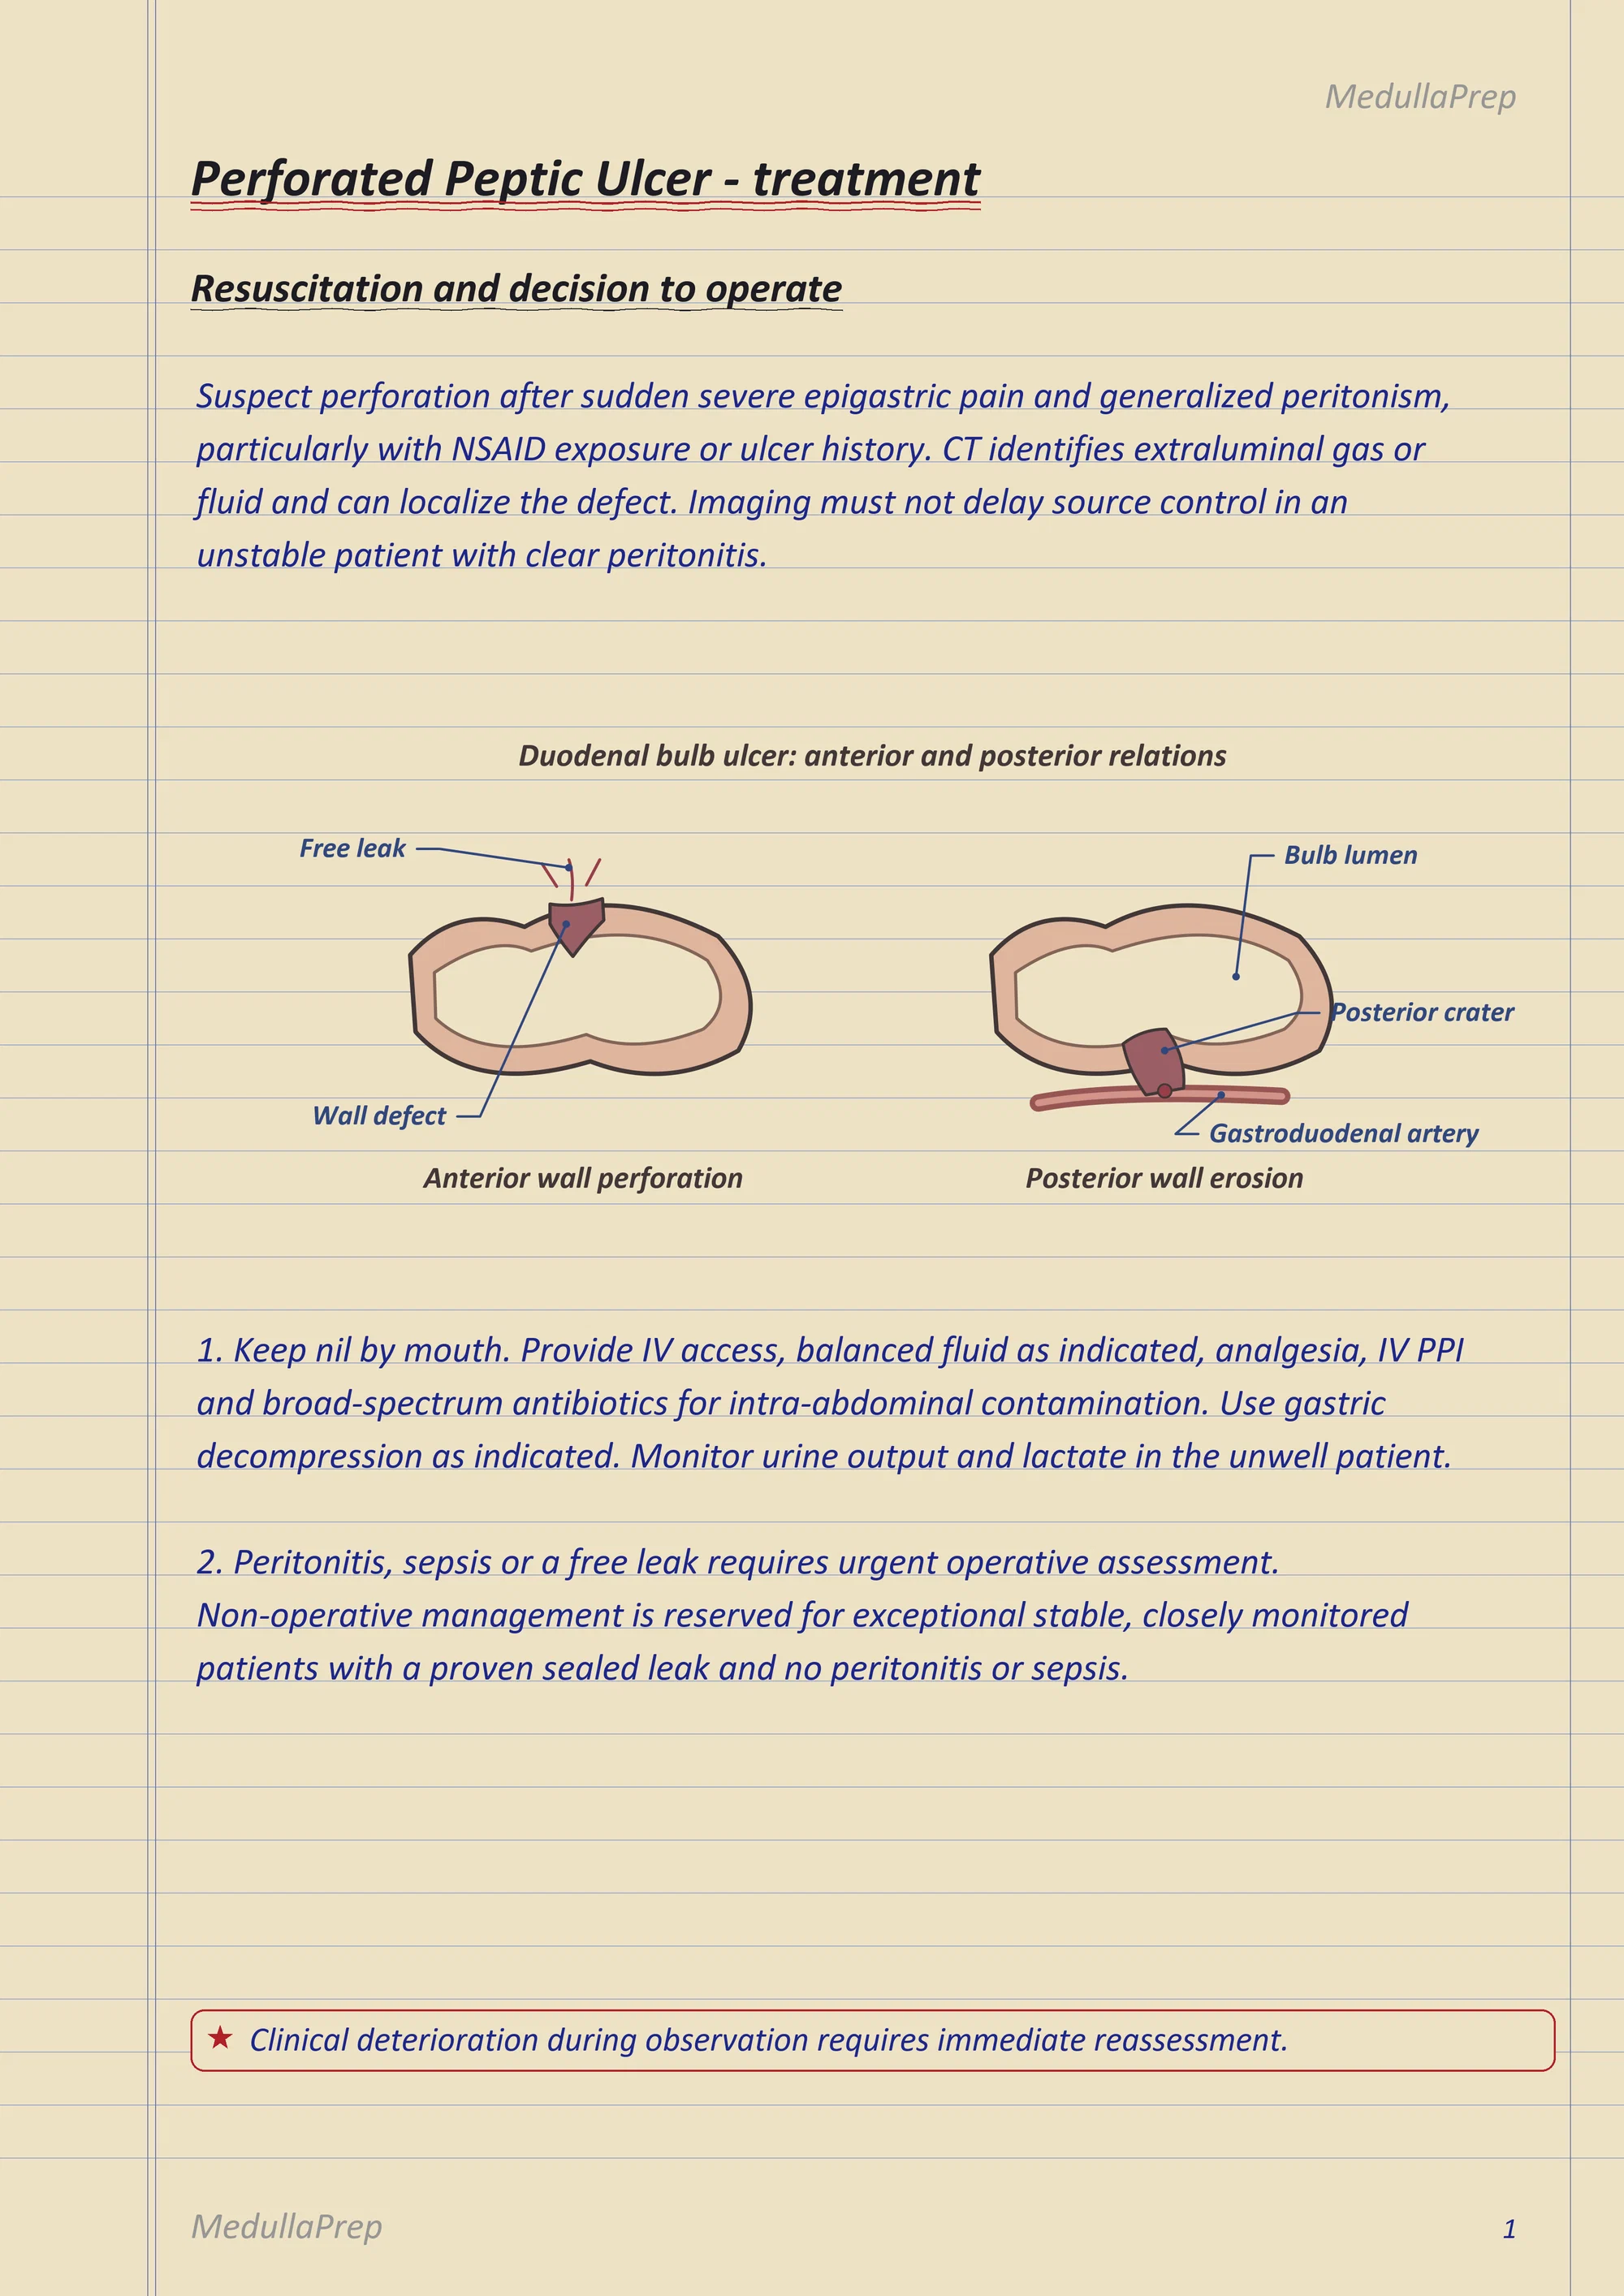 MedullaPrep
Perforated Peptic Ulcer - treatment
Resuscitation and decision to operate
Suspect perforation after sudden severe epigastric pain and generalized peritonism,
particularly with NSAID exposure or ulcer history. CT identifies extraluminal gas or
fluid and can localize the defect. Imaging must not delay source control in an
unstable patient with clear peritonitis.
Duodenal bulb ulcer: anterior and posterior relations
Free leak
Bulb lumen
Posterior crater
Wall defect
Gastroduodenal artery
Anterior wall perforation
Posterior wall erosion
1. Keep nil by mouth. Provide IV access, balanced fluid as indicated, analgesia, IV PPI
and broad-spectrum antibiotics for intra-abdominal contamination. Use gastric
decompression as indicated. Monitor urine output and lactate in the unwell patient.
2. Peritonitis, sepsis or a free leak requires urgent operative assessment.
Non-operative management is reserved for exceptional stable, closely monitored
patients with a proven sealed leak and no peritonitis or sepsis.
★ Clinical deterioration during observation requires immediate reassessment.
MedullaPrep
1